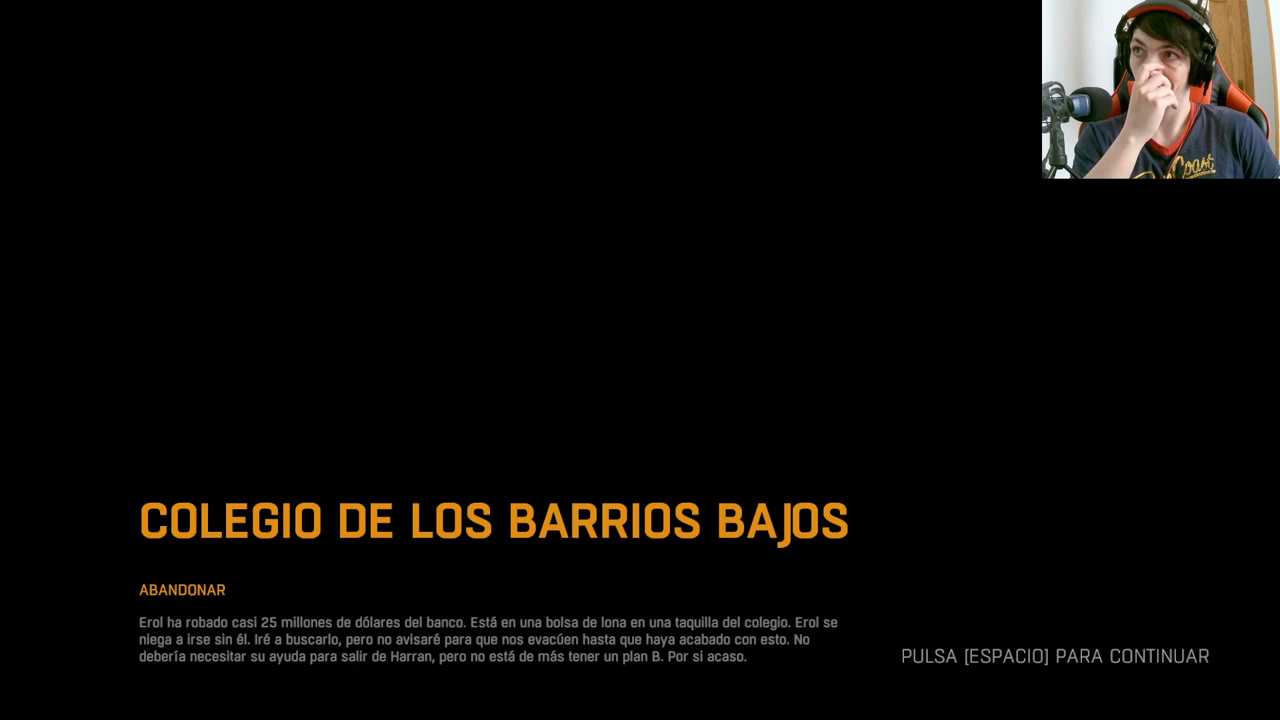 Coast
COLEGIO DE LOS BARRIOS BAJOS
ABANDONAR
Erol ha robado casi 25 millones de dólares del banco. Está en una bolsa de lona en una taquilla del colegio. Erol se
niega a irse sin él. Iré a buscarlo, pero no avisaré para que nos evacúen hasta que haya acabado con esto. No
debería necesitar su ayuda para salir de Harran, pero no está de más tener un plan B. Por si acaso.
PULSA [ESPACIO] PARA CONTINUAR